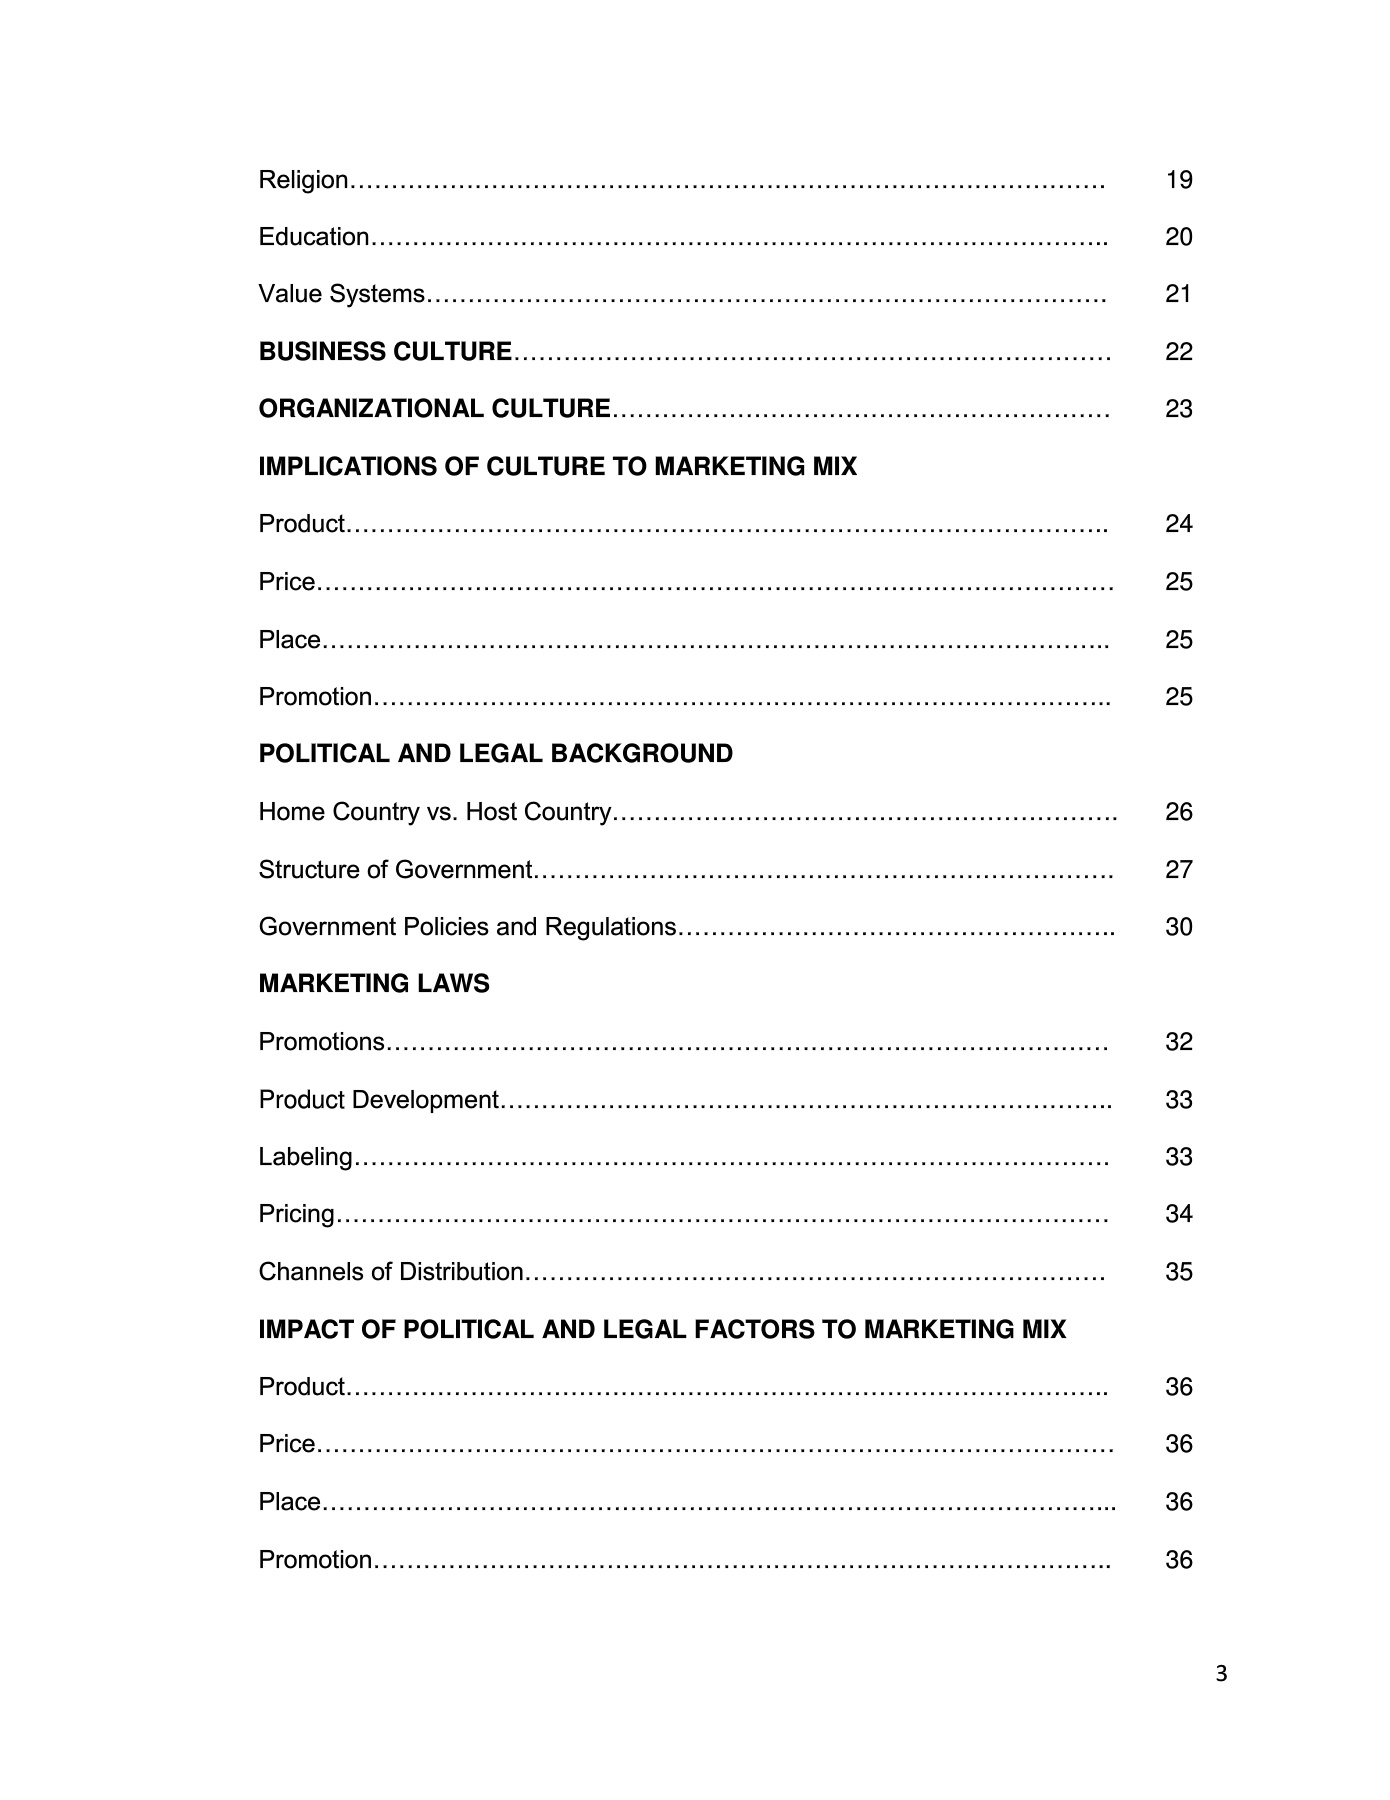 Religion……………………………………………………………………………. 19
Education………………………………………………………………………….. 20
Value Systems……………………………………………………………………. 21
BUSINESS CULTURE…………………………………………………………… 22
ORGANIZATIONAL CULTURE………………………………………………… 23
IMPLICATIONS OF CULTURE TO MARKETING MIX
Product…………………………………………………………………………….. 24
Price………………………………………………………………………………… 25
Place……………………………………………………………………………….. 25
Promotion………………………………………………………………………….. 25
POLITICAL AND LEGAL BACKGROUND
Home Country vs. Host Country…………………………………………………. 26
Structure of Government…………………………………………………………. 27
Government Policies and Regulations…………………………………………….. 30
MARKETING LAWS
Promotions………………………………………………………………………… 32
Product Development…………………………………………………………….. 33
Labeling……………………………………………………………………………. 33
Pricing……………………………………………………………………………… 34
Channels of Distribution…………………………………………………………… 35
IMPACT OF POLITICAL AND LEGAL FACTORS TO MARKETING MIX
Product…………………………………………………………………………….. 36
Price………………………………………………………………………………… 36
Place………………………………………………………………………………... 36
Promotion………………………………………………………………………….. 36
3